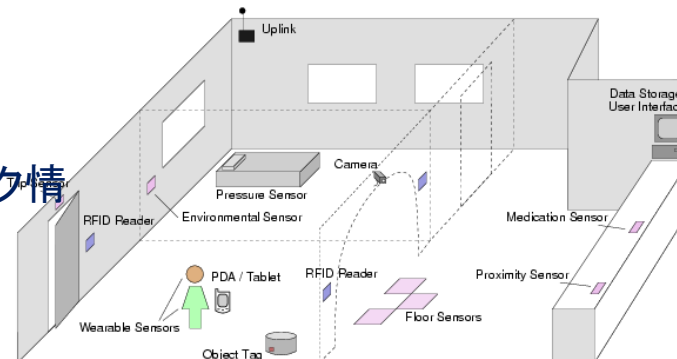 Uplink
Data Storage
User Interfac
ク情
Camera
Pressure Sensor
Environmental Sensor
RFID Reader
Medication Sensor
PDA / Tablet
RFID Reader
Proximity Sensor
Floor Sensors
Wearable Sensors
Object Tag